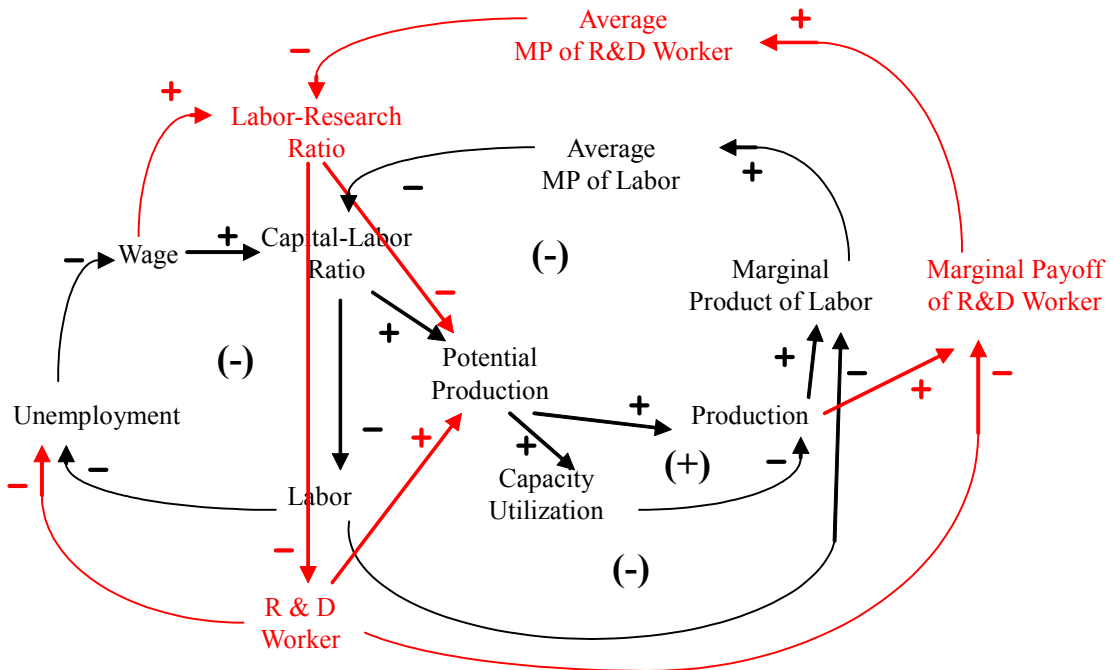 Average
MP of R&D Worker
+
−
+
Labor-Research
Ratio
Average
MP of Labor
+
−
−
Wage
+
Capital-Labor
Ratio
(-)
Marginal
Product of Labor
Marginal Payoff
of R&D Worker
−
+
(-)
Potential
Production
+
−
−
+
Unemployment
−
+
+
+
Production
(+)
−
−
−
Capacity
Utilization
Labor
−
(-)
R & D
Worker